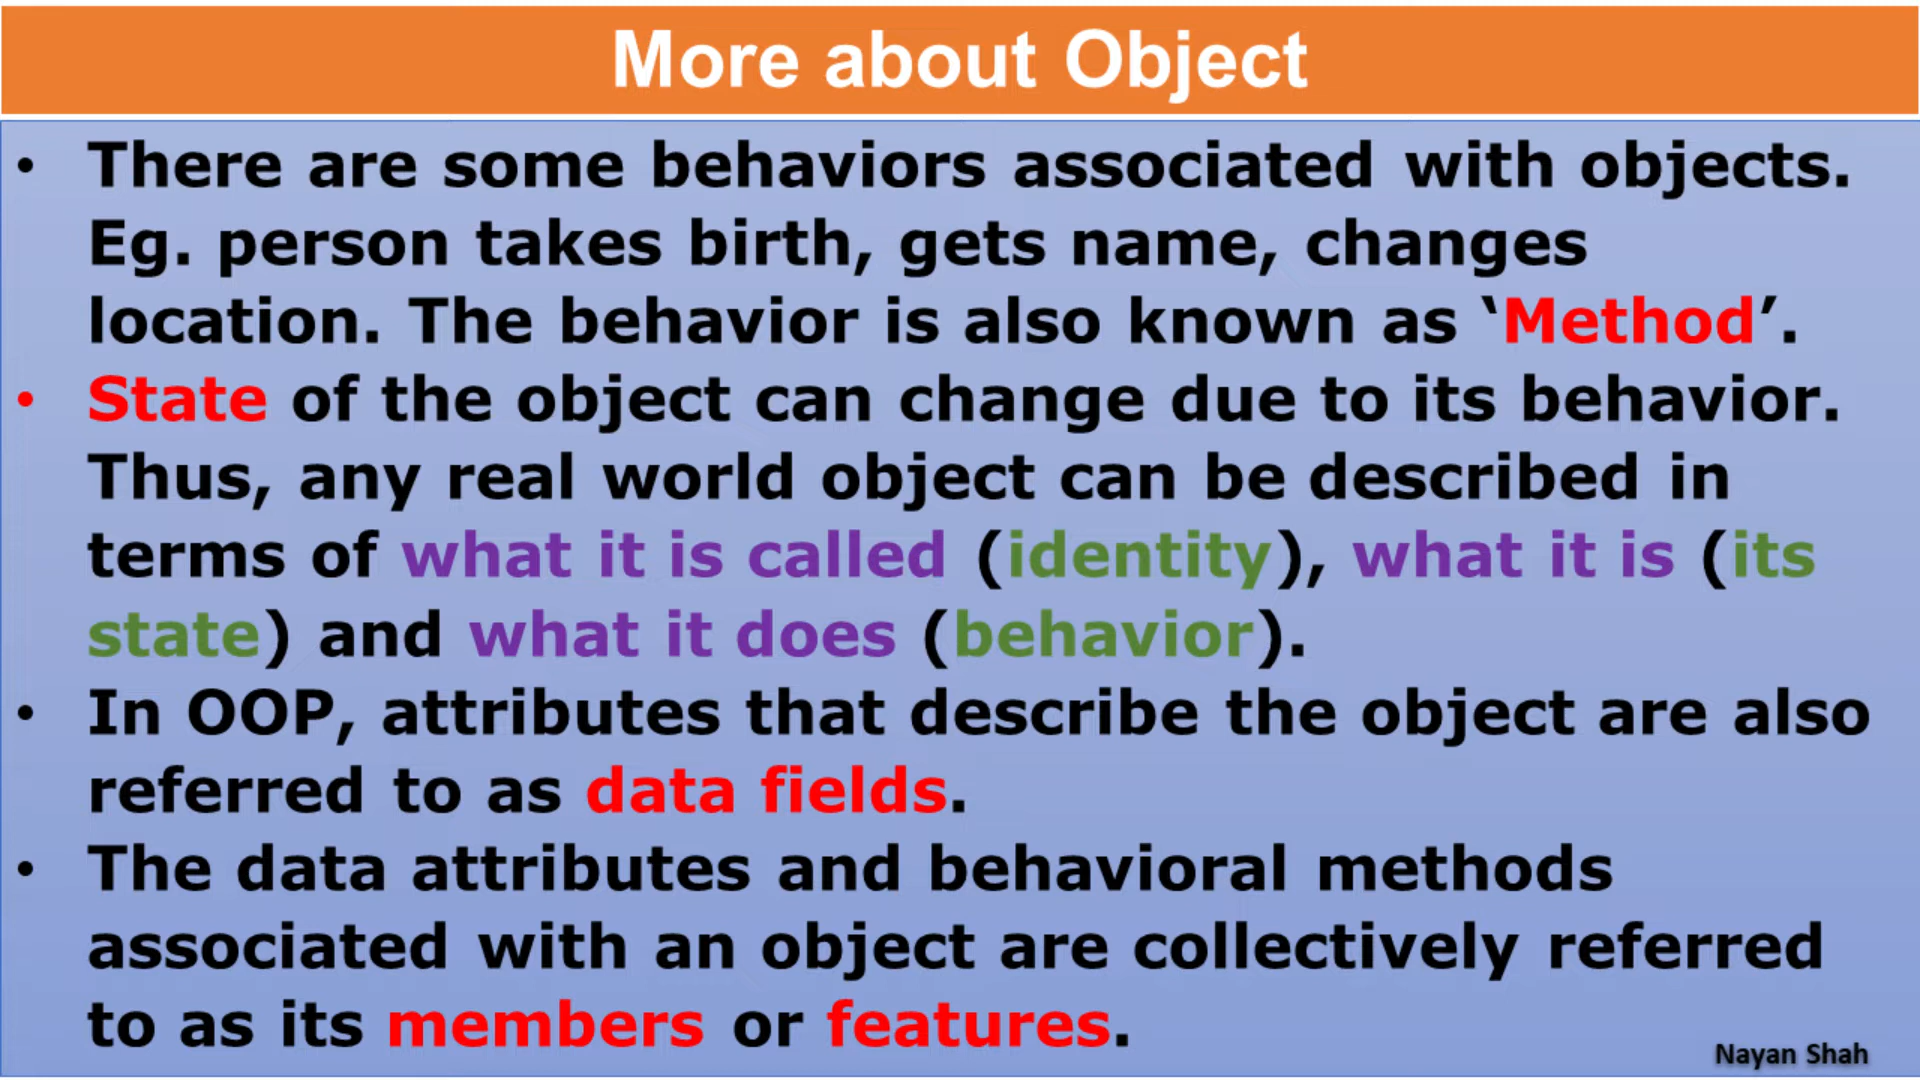 More about Object
• There are some behaviors associated with objects.
Eg. person takes birth, gets name, changes
location. The behavior is also known as ‘Method’.
• State of the object can change due to its behavior.
Thus, any real world object can be described in
terms of what it is called (identity), what it is (its
state) and what it does (behavior).
• In OOP, attributes that describe the object are also
referred to as data fields.
• The data attributes and behavioral methods
associated with an object are collectively referred
to as its members or features.
Nayan Shah